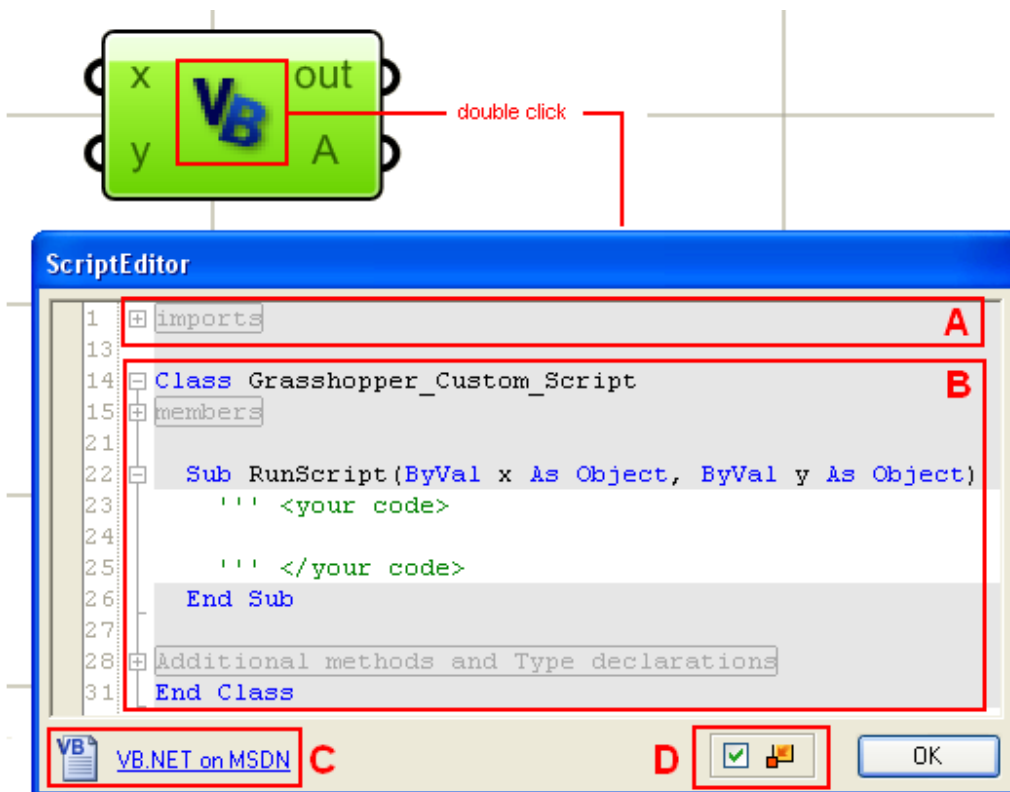 x VB out
double click
y A
ScriptEditor
1 imports A
13
14 Class Grasshopper_Custom_Script B
15 members
21
22 Sub RunScript(ByVal x As Object, ByVal y As Object)
23 ''' <your code>
24
25 ''' </your code>
26 End Sub
27
28 Additional methods and Type declarations
31 End Class
VB VB.NET on MSDN C D OK